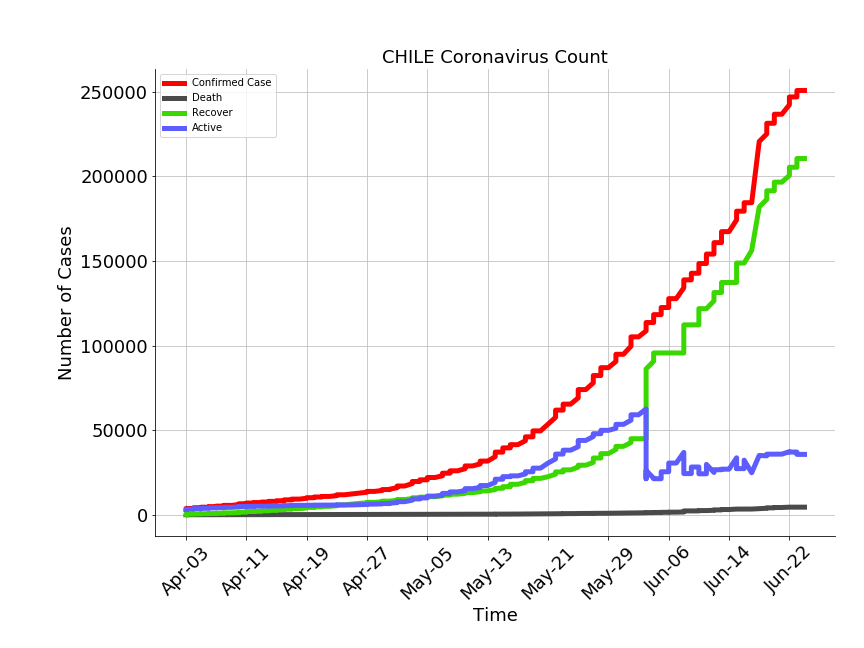 CHILE Coronavirus Count
Confirmed Case
Death
Recover
Active
250000
200000
150000
100000
50000
0
Number of Cases
Apr-03
Apr-11
Apr-19
Apr-27
May-05
May-13
May-21
May-29
Jun-06
Jun-14
Jun-22
Time